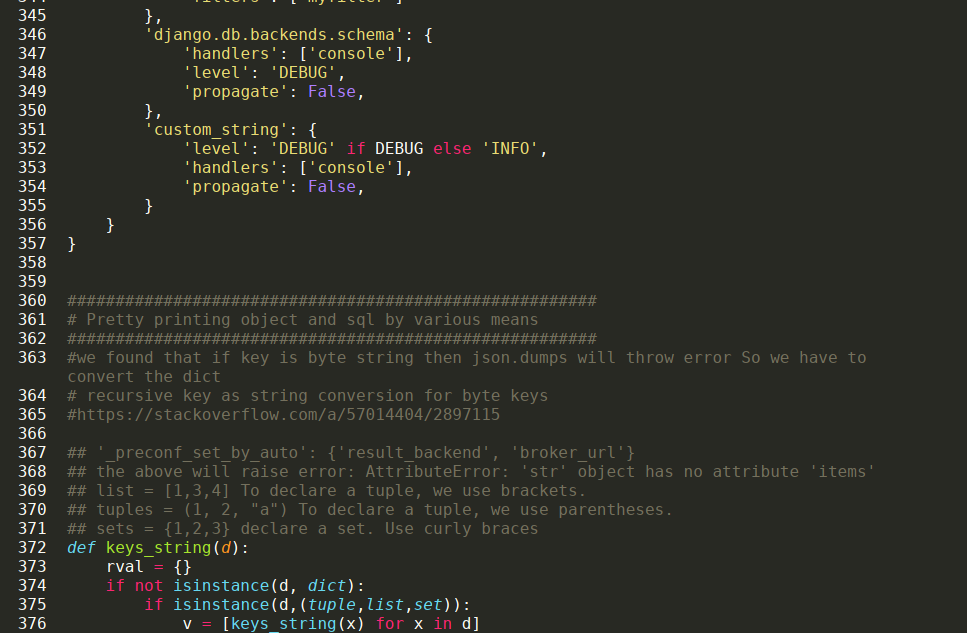 345         },
346         'django.db.backends.schema': {
347             'handlers': ['console'],
348             'level': 'DEBUG',
349             'propagate': False,
350         },
351         'custom_string': {
352             'level': 'DEBUG' if DEBUG else 'INFO',
353             'handlers': ['console'],
354             'propagate': False,
355         }
356     }
357 }
358
359
360 #######################################################
361 # Pretty printing object and sql by various means
362 #######################################################
363 #we found that if key is byte string then json.dumps will throw error So we have to
convert the dict
364 # recursive key as string conversion for byte keys
365 #https://stackoverflow.com/a/57014404/2897115
366
367 ## '_preconf_set_by_auto': {'result_backend', 'broker_url'}
368 ## the above will raise error: AttributeError: 'str' object has no attribute 'items'
369 ## list = [1,3,4] To declare a tuple, we use brackets.
370 ## tuples = (1, 2, "a") To declare a tuple, we use parentheses.
371 ## sets = {1,2,3} declare a set. Use curly braces
372 def keys_string(d):
373     rval = {}
374     if not isinstance(d, dict):
375         if isinstance(d,(tuple,list,set)):
376             v = [keys_string(x) for x in d]